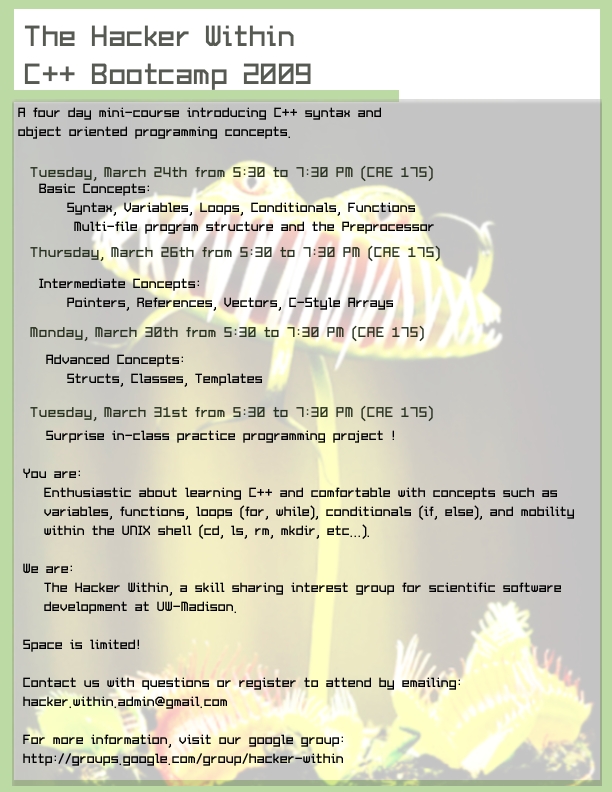 The Hacker Within
C++ Bootcamp 2009
A four day mini-course introducing C++ syntax and
object oriented programming concepts.
Tuesday, March 24th from 5:30 to 7:30 PM (CAE 175)
Basic Concepts:
Syntax, Variables, Loops, Conditionals, Functions
Multi-file program structure and the Preprocessor
Thursday, March 26th from 5:30 to 7:30 PM (CAE 175)
Intermediate Concepts:
Pointers, References, Vectors, C-Style Arrays
Monday, March 30th from 5:30 to 7:30 PM (CAE 175)
Advanced Concepts:
Structs, Classes, Templates
Tuesday, March 31st from 5:30 to 7:30 PM (CAE 175)
Surprise in-class practice programming project !
You are:
Enthusiastic about learning C++ and comfortable with concepts such as
variables, functions, loops (for, while), conditionals (if, else), and mobility
within the UNIX shell (cd, ls, rm, mkdir, etc...).
We are:
The Hacker Within, a skill sharing interest group for scientific software
development at UW-Madison.
Space is limited!
Contact us with questions or register to attend by emailing:
hacker.within.admin@gmail.com
For more information, visit our google group:
http://groups.google.com/group/hacker-within